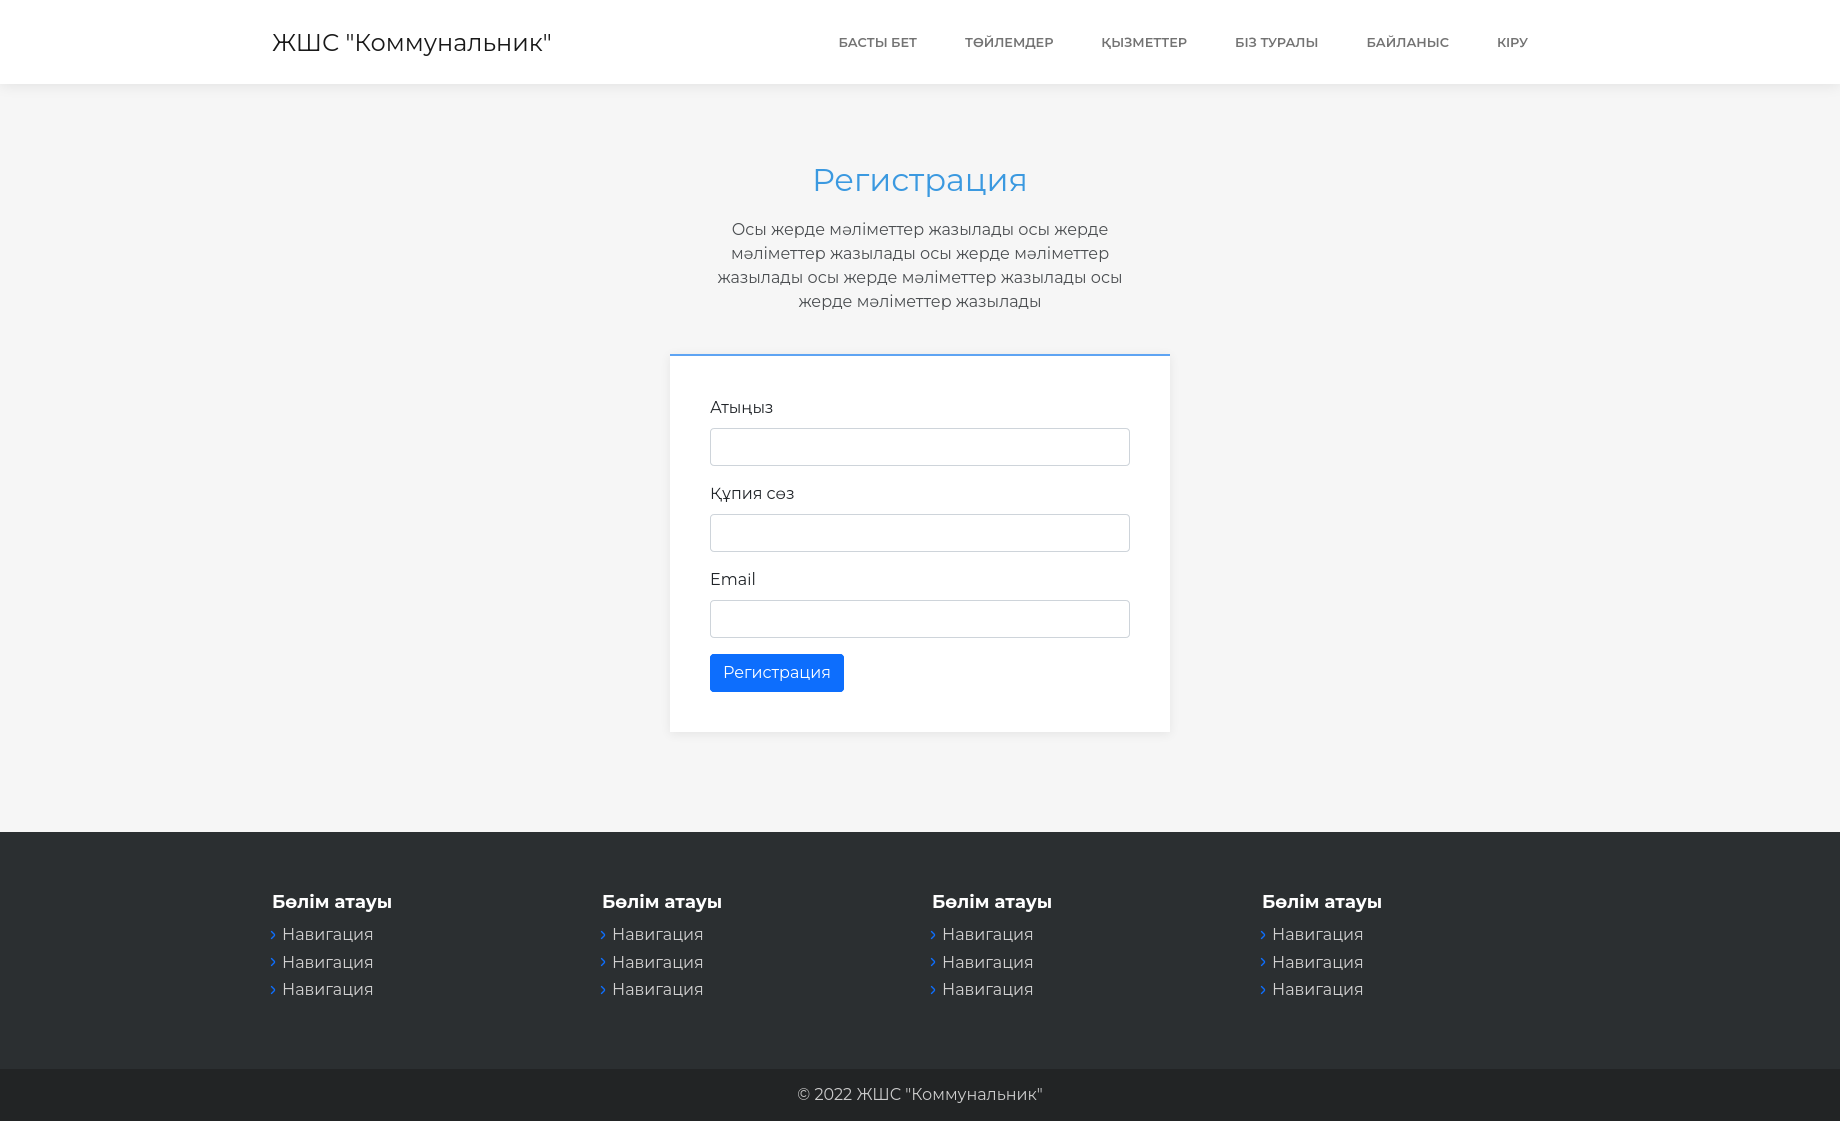 ЖШС "Коммунальник"
БАСТЫ БЕТ ТӨЛЕМДЕР ҚЫЗМЕТТЕР БІЗ ТУРАЛЫ БАЙЛАНЫС КІРУ
Регистрация
Осы жерде мәліметтер жазылады осы жерде
мәліметтер жазылады осы жерде мәліметтер
жазылады осы жерде мәліметтер жазылады осы
жерде мәліметтер жазылады
Атыңыз
Құпия сөз
Email
Регистрация
Бөлім атауы
› Навигация
› Навигация
› Навигация
Бөлім атауы
› Навигация
› Навигация
› Навигация
Бөлім атауы
› Навигация
› Навигация
› Навигация
Бөлім атауы
› Навигация
› Навигация
› Навигация
© 2022 ЖШС "Коммунальник"